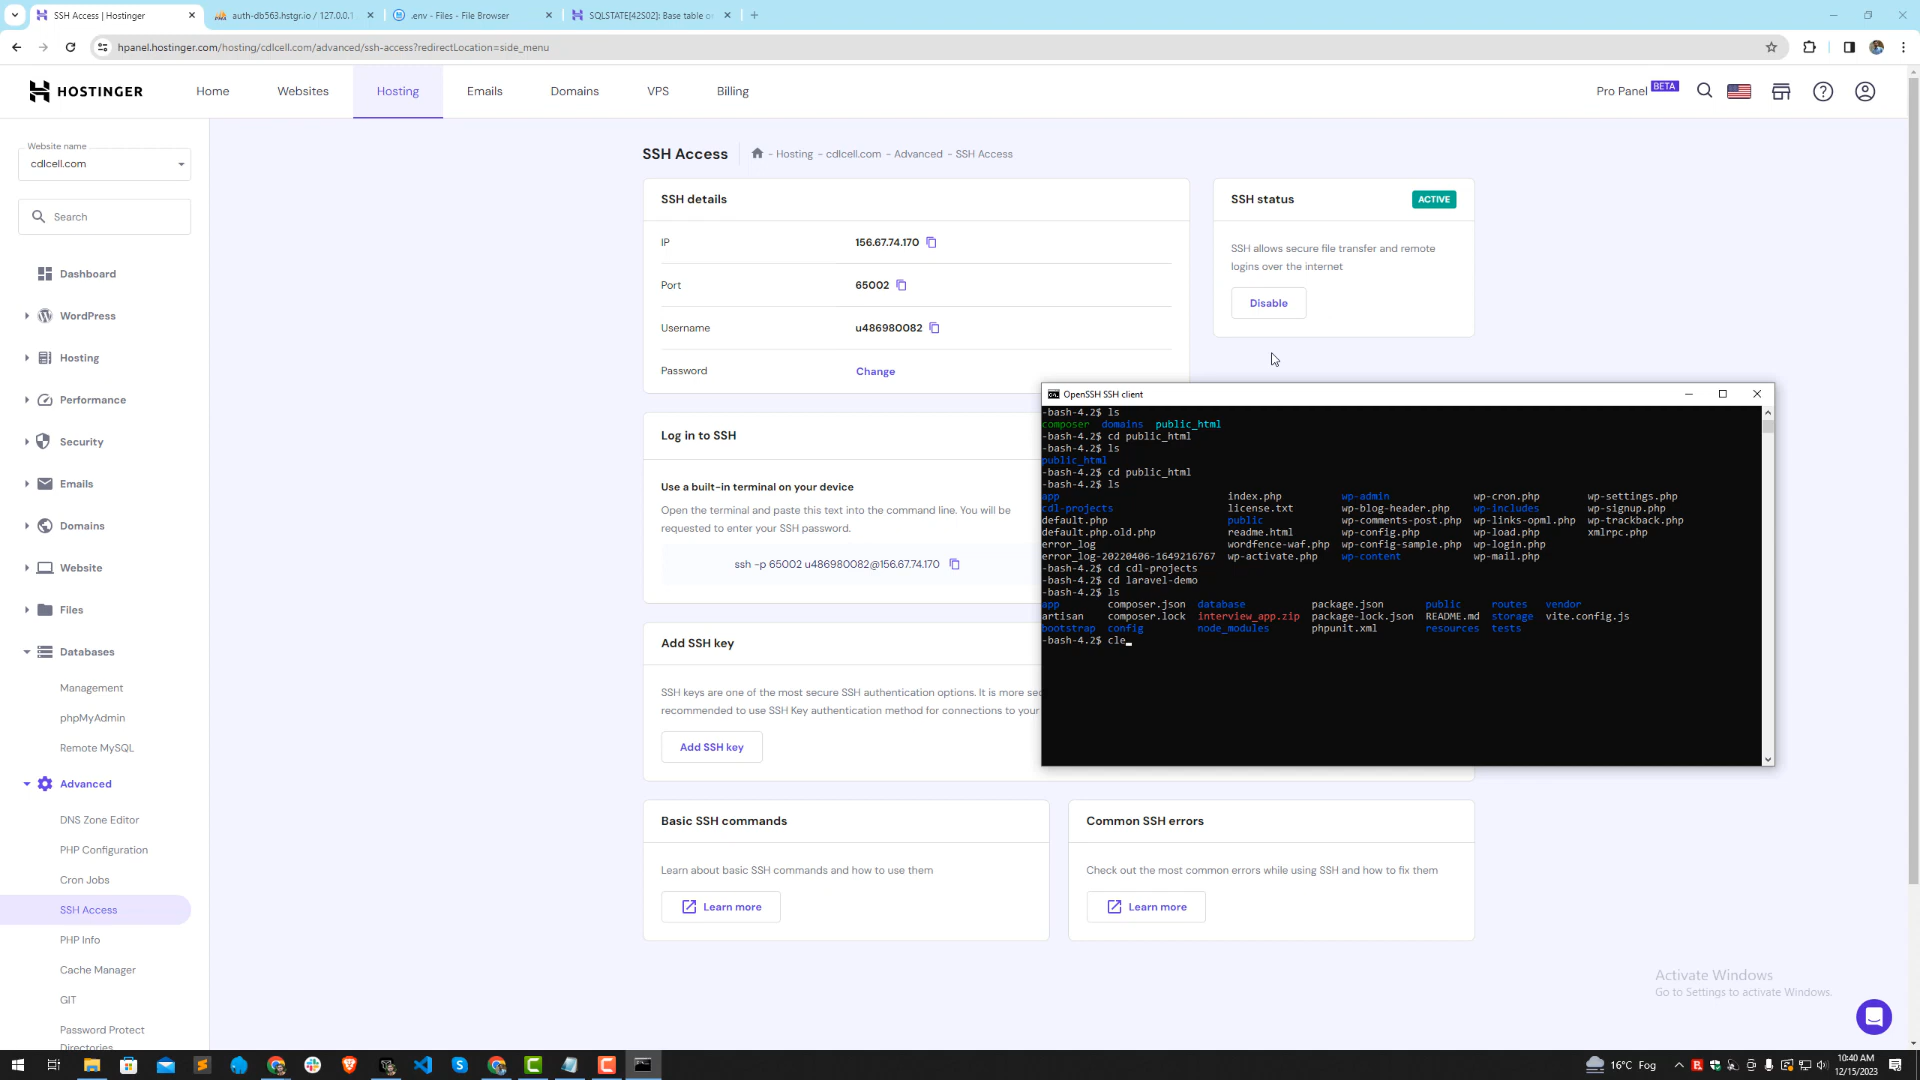 SSH Access | Hostinger
auth-db563.hstgr.io / 127.0.0.1
.env - Files - File Browser
SQLSTATE[42S02]: Base table o
hpanel.hostinger.com/hosting/cdlcell.com/advanced/ssh-access?redirectLocation=side_menu
HOSTINGER
Home
Websites
Hosting
Emails
Domains
VPS
Billing
Pro Panel BETA
Website name
cdlcell.com
Search
Dashboard
WordPress
Hosting
Performance
Security
Emails
Domains
Website
Files
Databases
Management
phpMyAdmin
Remote MySQL
Advanced
DNS Zone Editor
PHP Configuration
Cron Jobs
SSH Access
PHP Info
Cache Manager
GIT
Password Protect
Directories
SSH Access
- Hosting - cdlcell.com - Advanced - SSH Access
SSH details
IP 156.67.74.170
Port 65002
Username u486980082
Password Change
SSH status ACTIVE
SSH allows secure file transfer and remote
logins over the internet
Disable
Log in to SSH
Use a built-in terminal on your device
Open the terminal and paste this text into the command line. You will be
requested to enter your SSH password.
ssh -p 65002 u486980082@156.67.74.170
Add SSH key
SSH keys are one of the most secure SSH authentication options. It is more sec
recommended to use SSH Key authentication method for connections to your
Add SSH key
Basic SSH commands
Learn about basic SSH commands and how to use them
Learn more
Common SSH errors
Check out the most common errors while using SSH and how to fix them
Learn more
OpenSSH SSH client
-bash-4.2$ ls
composer domains public_html
-bash-4.2$ cd public_html
-bash-4.2$ ls
public_html
-bash-4.2$ cd public_html
-bash-4.2$ ls
app index.php wp-admin wp-cron.php wp-settings.php
cdl-projects license.txt wp-blog-header.php wp-includes wp-signup.php
default.php public wp-comments-post.php wp-links-opml.php wp-trackback.php
default.php.old.php readme.html wp-config.php wp-load.php xmlrpc.php
error_log wordfence-waf.php wp-config-sample.php wp-login.php
error_log-20220406-1649216767 wp-activate.php wp-content wp-mail.php
-bash-4.2$ cd cdl-projects
-bash-4.2$ cd laravel-demo
-bash-4.2$ ls
app composer.json database package.json public routes vendor
artisan composer.lock interview_app.zip package-lock.json README.md storage vite.config.js
bootstrap config node_modules phpunit.xml resources tests
-bash-4.2$ cle
Activate Windows
Go to Settings to activate Windows.
16°C Fog
10:40 AM
12/15/2023